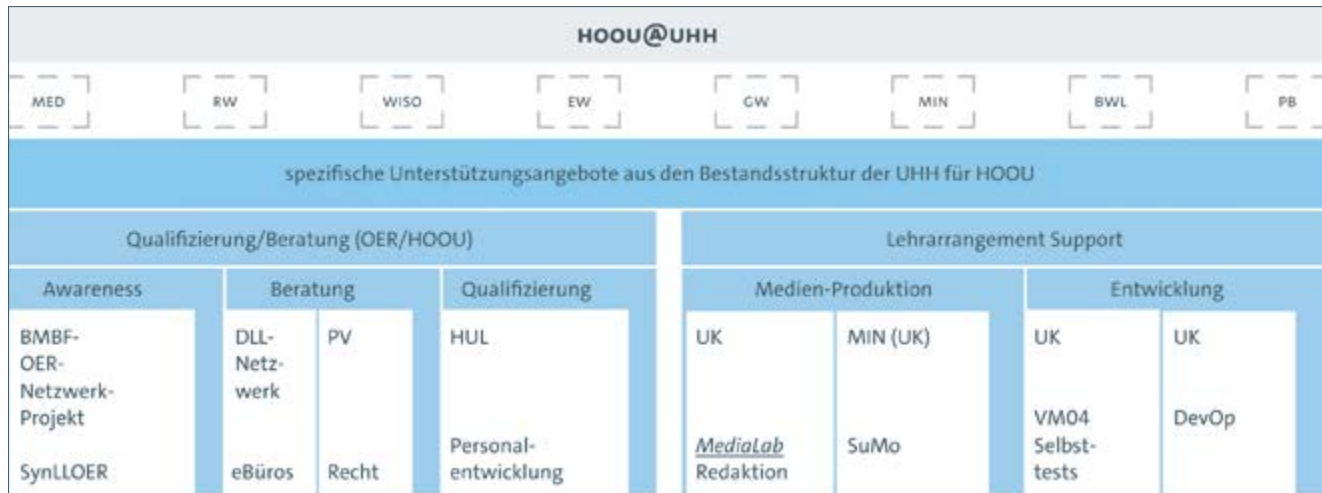 HOOU@UHH
MED RW WISO EW GW MIN BWL PB
spezifische Unterstützungsangebote aus den Bestandsstruktur der UHH für HOOU
Qualifizierung/Beratung (OER/HOOU)
Lehrarrangement Support
Awareness
Beratung
Qualifizierung
Medien-Produktion
Entwicklung
BMBF-
OER-
Netzwerk-
Projekt
SynLLOER
DLL-
Netz-
werk
eBüros
PV
Recht
HUL
Personal-
entwicklung
UK
MediaLab
Redaktion
MIN (UK)
SuMo
UK
VM04
Selbst-
tests
UK
DevOp